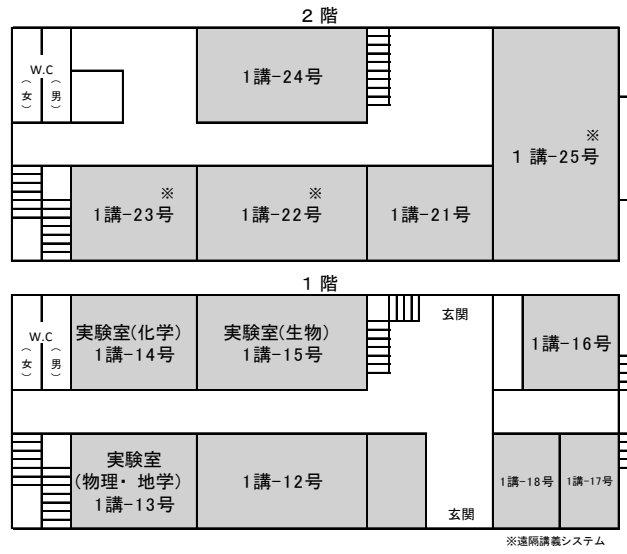 ２階
W.C
（女）
（男）
1講-24号
※
1 講-25号
※
1講-23号
※
1講-22号
1講-21号
１階
W.C
（女）
（男）
実験室(化学)
1講-14号
実験室(生物)
1講-15号
玄関
1講-16号
実験室
(物理・ 地学)
1講-13号
1講-12号
玄関
1講-18号
1講-17号
※遠隔講義システム